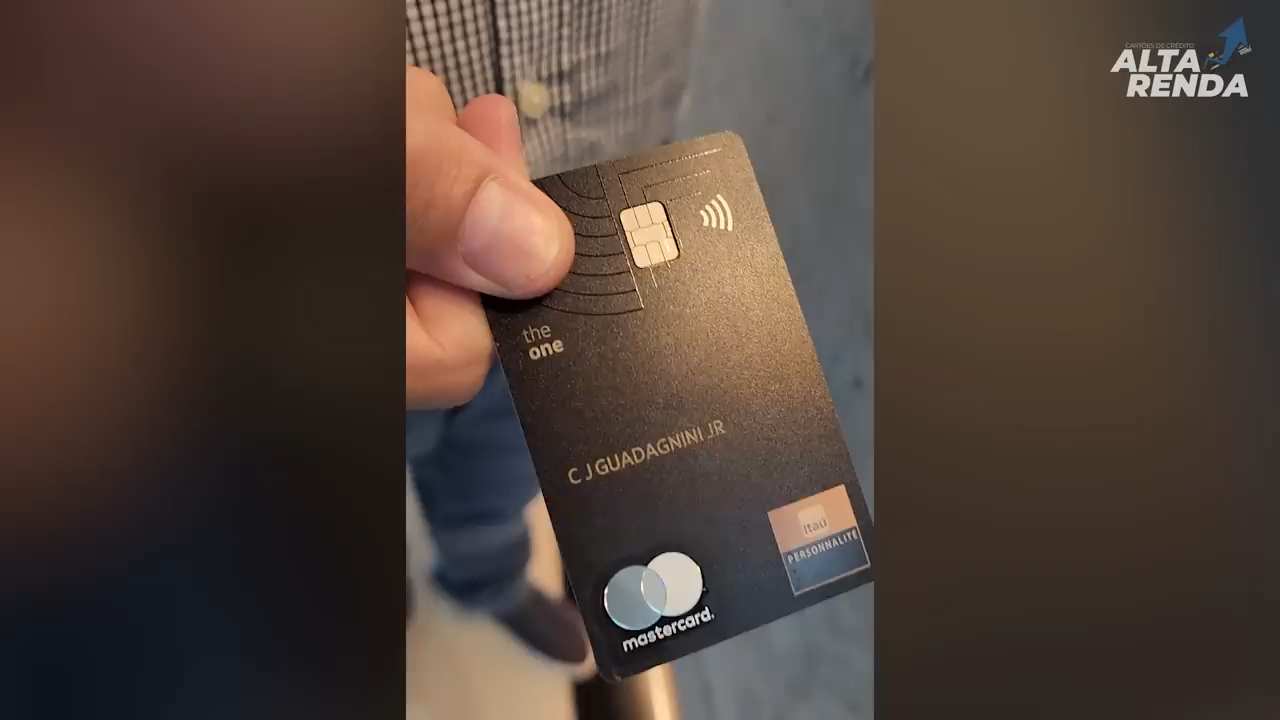 CARTÕES DE CRÉDITO
ALTA
RENDA
the
one
C J GUADAGNINI JR
itaú
PERSONNALITÉ
mastercard.